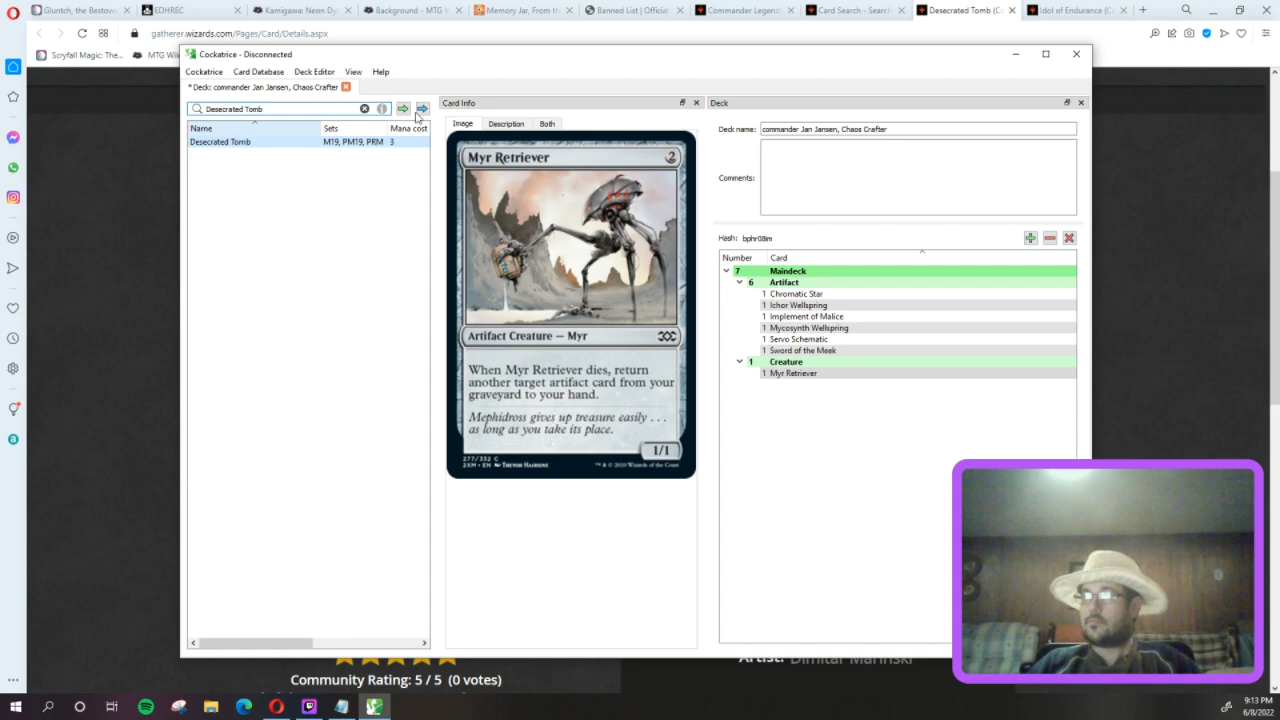 Gluntch, the Bestowe
EDHREC
Kamigawa: Neon Dy
Background - MTG W
Memory Jar, From th
Banned List | Official
Commander Legend
Card Search - Search
Desecrated Tomb (C
Idol of Endurance (C
gatherer.wizards.com/Pages/Card/Details.aspx
Scryfall Magic: The...
MTG Wik
Cockatrice - Disconnected
Cockatrice
Card Database
Deck Editor
View
Help
*Deck: commander Jan Jansen, Chaos Crafter
Desecrated Tomb
Name
Sets
Mana cost
Desecrated Tomb
M19, PM19, PRM
3
Card Info
Image
Description
Both
Myr Retriever
2
Artifact Creature — Myr
When Myr Retriever dies, return
another target artifact card from your
graveyard to your hand.
Mephidross gives up treasure easily . . .
as long as you take its place.
1/1
277/332 C
2XM • EN Trevor Hairsine
™ & © 2020 Wizards of the Coast
Deck
Deck name:
commander Jan Jansen, Chaos Crafter
Comments:
Hash:
bphr08im
Number
Card
7 Maindeck
6 Artifact
1 Chromatic Star
1 Ichor Wellspring
1 Implement of Malice
1 Mycosynth Wellspring
1 Servo Schematic
1 Sword of the Meek
1 Creature
1 Myr Retriever
Artist: Dimitar Marinski
Community Rating: 5 / 5 (0 votes)
9:13 PM
6/8/2022